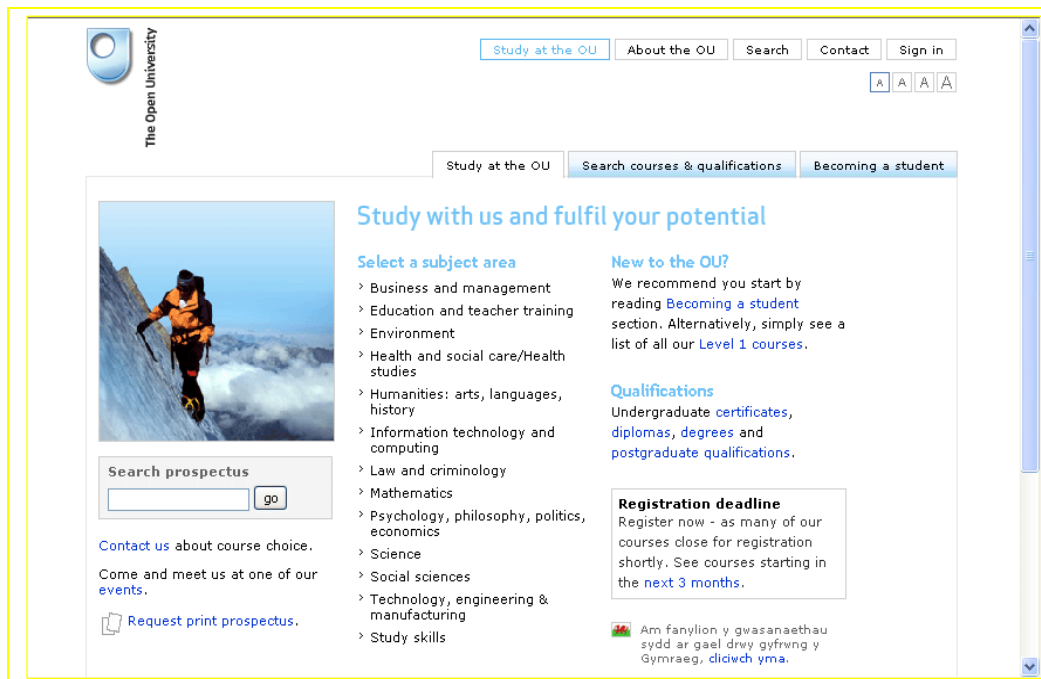 The Open University
Study at the OU
About the OU
Search
Contact
Sign in
A
A
A
A
Study at the OU
Search courses & qualifications
Becoming a student
Study with us and fulfil your potential
Search prospectus
go
Contact us about course choice.
Come and meet us at one of our
events.
Request print prospectus.
Select a subject area
Business and management
Education and teacher training
Environment
Health and social care/Health
studies
Humanities: arts, languages,
history
Information technology and
computing
Law and criminology
Mathematics
Psychology, philosophy, politics,
economics
Science
Social sciences
Technology, engineering &
manufacturing
Study skills
New to the OU?
We recommend you start by
reading Becoming a student
section. Alternatively, simply see a
list of all our Level 1 courses.
Qualifications
Undergraduate certificates,
diplomas, degrees and
postgraduate qualifications.
Registration deadline
Register now - as many of our
courses close for registration
shortly. See courses starting in
the next 3 months.
Am fanylion y gwasanaethau
sydd ar gael drwy gyfrwng y
Gymraeg, cliciwch yma.